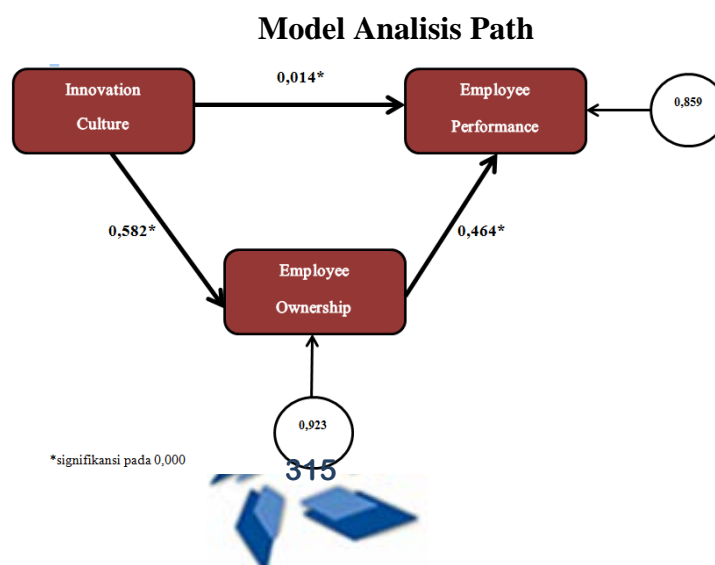 Model Analisis Path
0,014*
Innovation
Culture
Employee
Performance
0,859
0,582*
0,464*
Employee
Ownership
0,923
*signifikansi pada 0,000
315